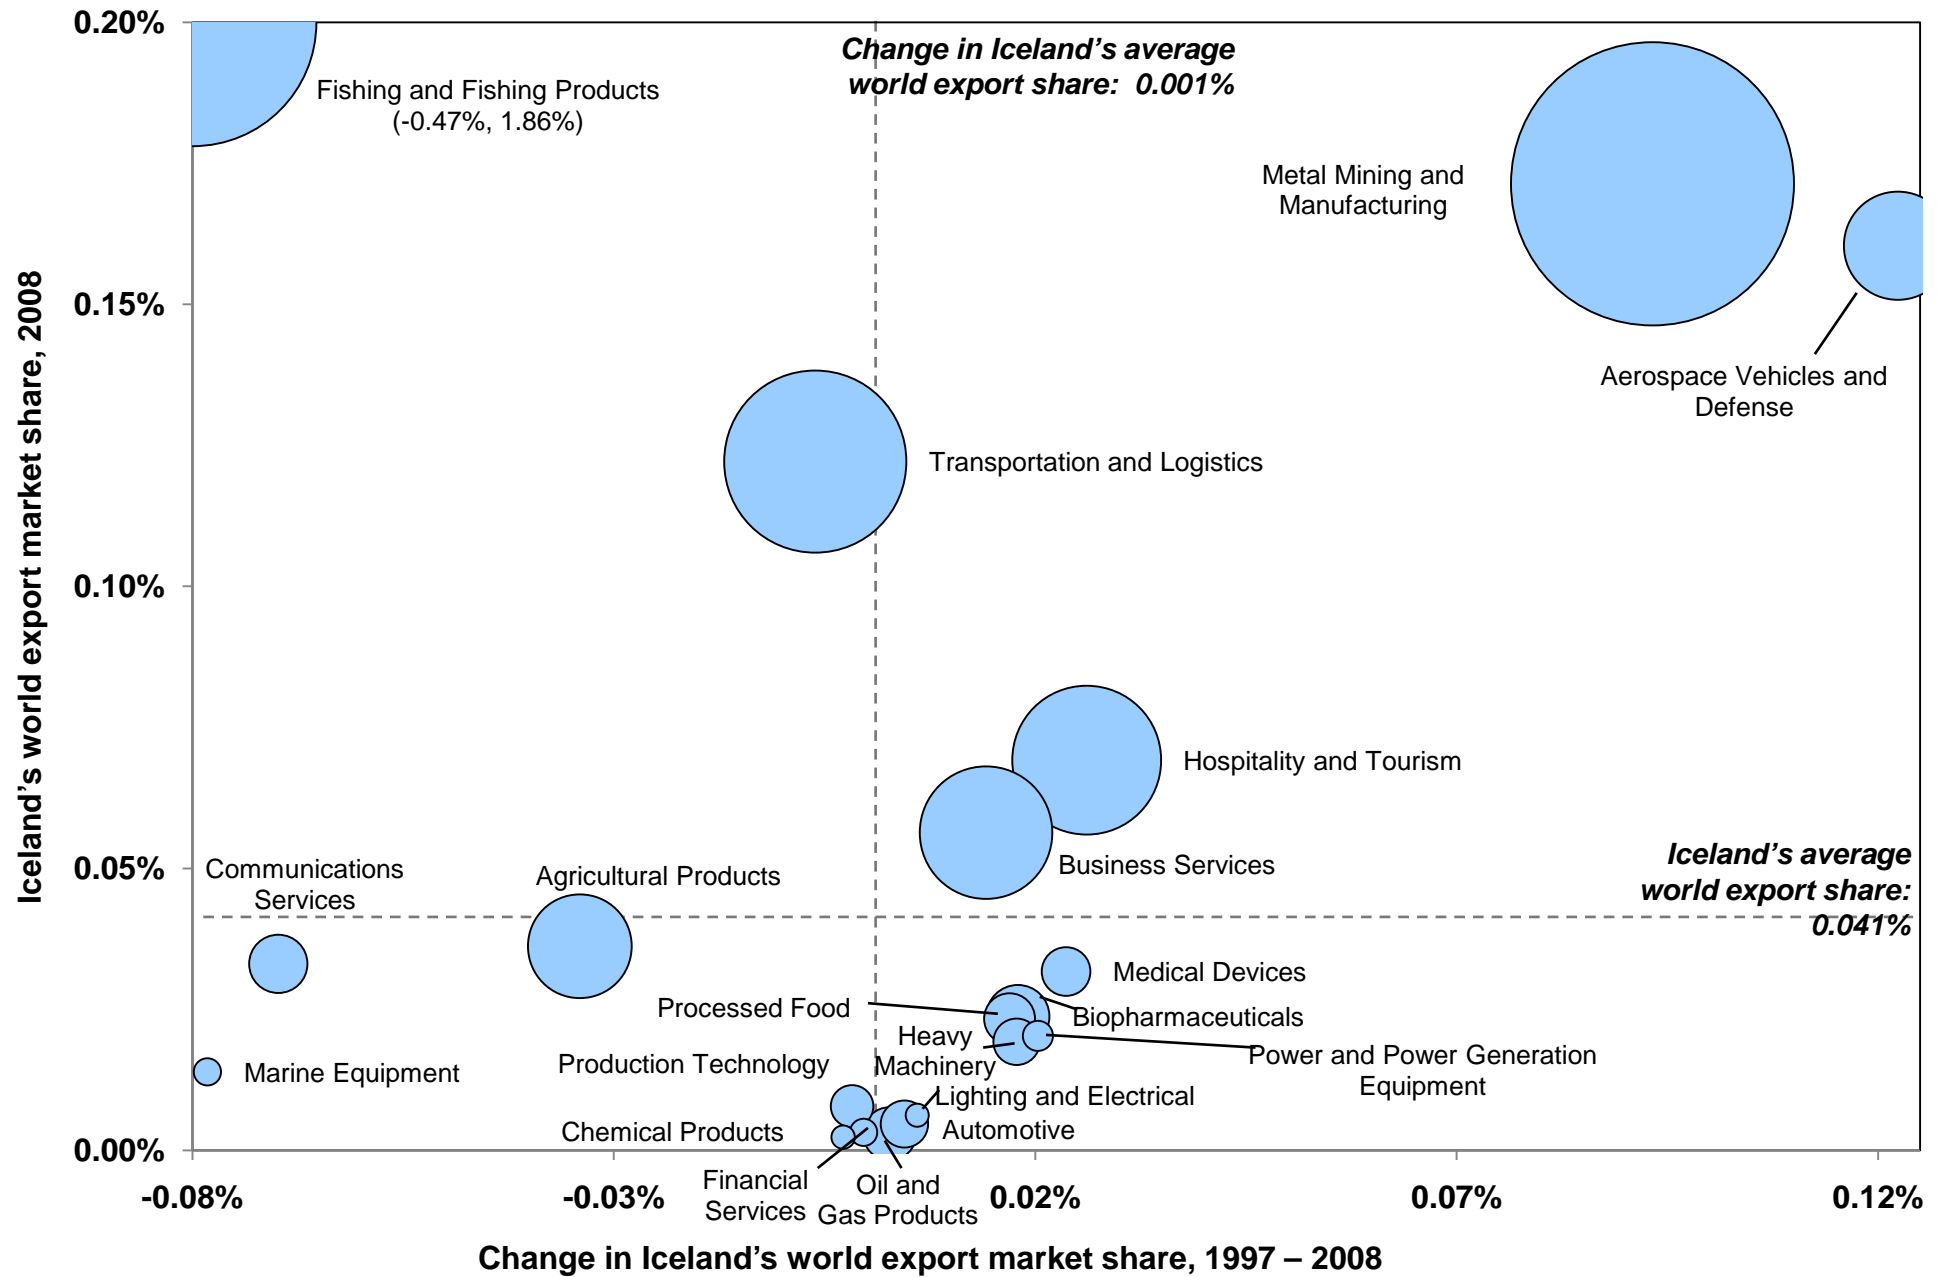 0.20%
Change in Iceland’s average
world export share:  0.001%
Fishing and Fishing Products
(-0.47%, 1.86%)
Metal Mining and
Manufacturing
0.15%
Aerospace Vehicles and
Defense
Transportation and Logistics
0.10%
Iceland’s world export market share, 2008
Hospitality and Tourism
Business Services
0.05%
Communications
Services
Agricultural Products
Iceland’s average
world export share:
0.041%
Medical Devices
Processed Food
Biopharmaceuticals
Heavy
Machinery
Power and Power Generation
Equipment
Production Technology
Marine Equipment
Lighting and Electrical
Chemical Products
Automotive
0.00%
Financial
Services
Oil and
Gas Products
-0.08%
-0.03%
0.02%
0.07%
0.12%
Change in Iceland’s world export market share, 1997 – 2008